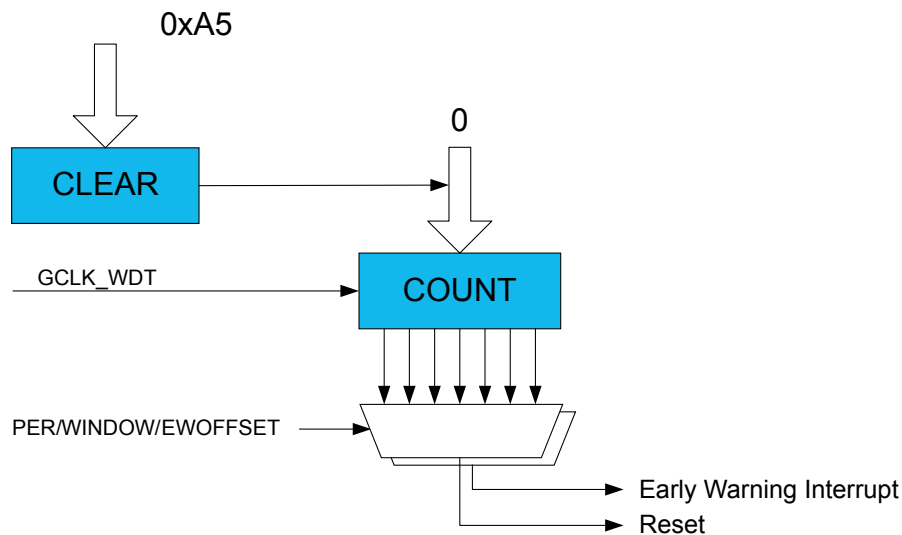 0xA5
0
CLEAR
GCLK_WDT
COUNT
PER/WINDOW/EWOFFSET
Early Warning Interrupt
Reset